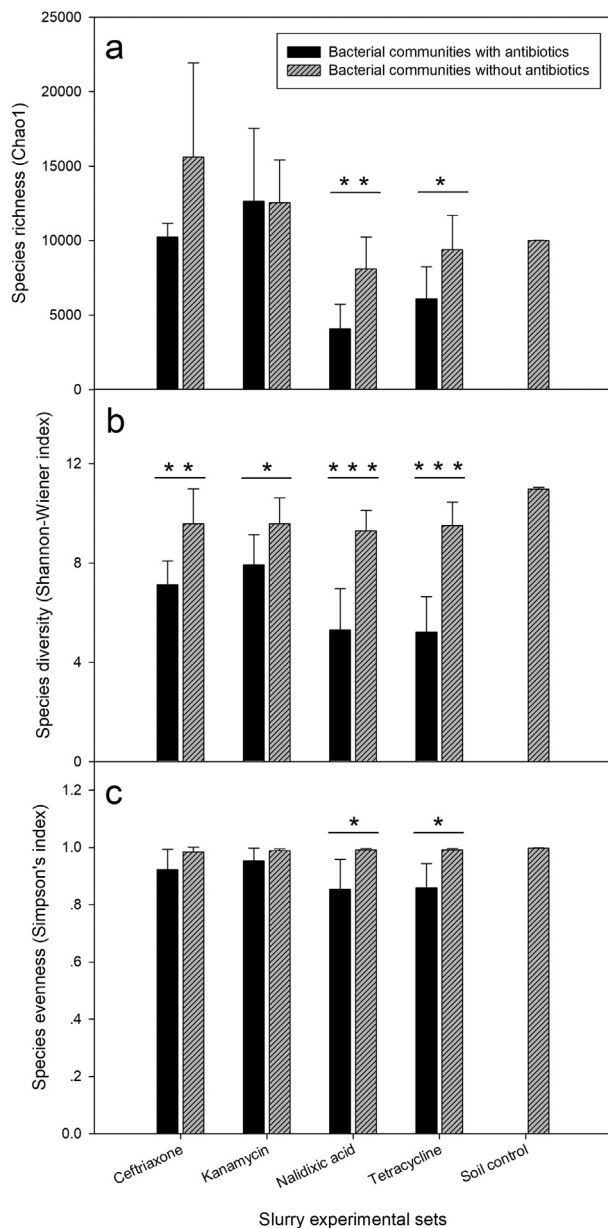 a
Bacterial communities with antibiotics
Bacterial communities without antibiotics
Species richness (Chao1)
25000
20000
15000
10000
5000
0
* *
*
b
Species diversity (Shannon-Wiener index)
12
8
4
0
* *
*
* * *
* * *
c
Species evenness (Simpson's index)
1.2
1.0
.8
.6
.4
.2
0.0
*
*
Ceftriaxone
Kanamycin
Nalidixic acid
Tetracycline
Soil control
Slurry experimental sets